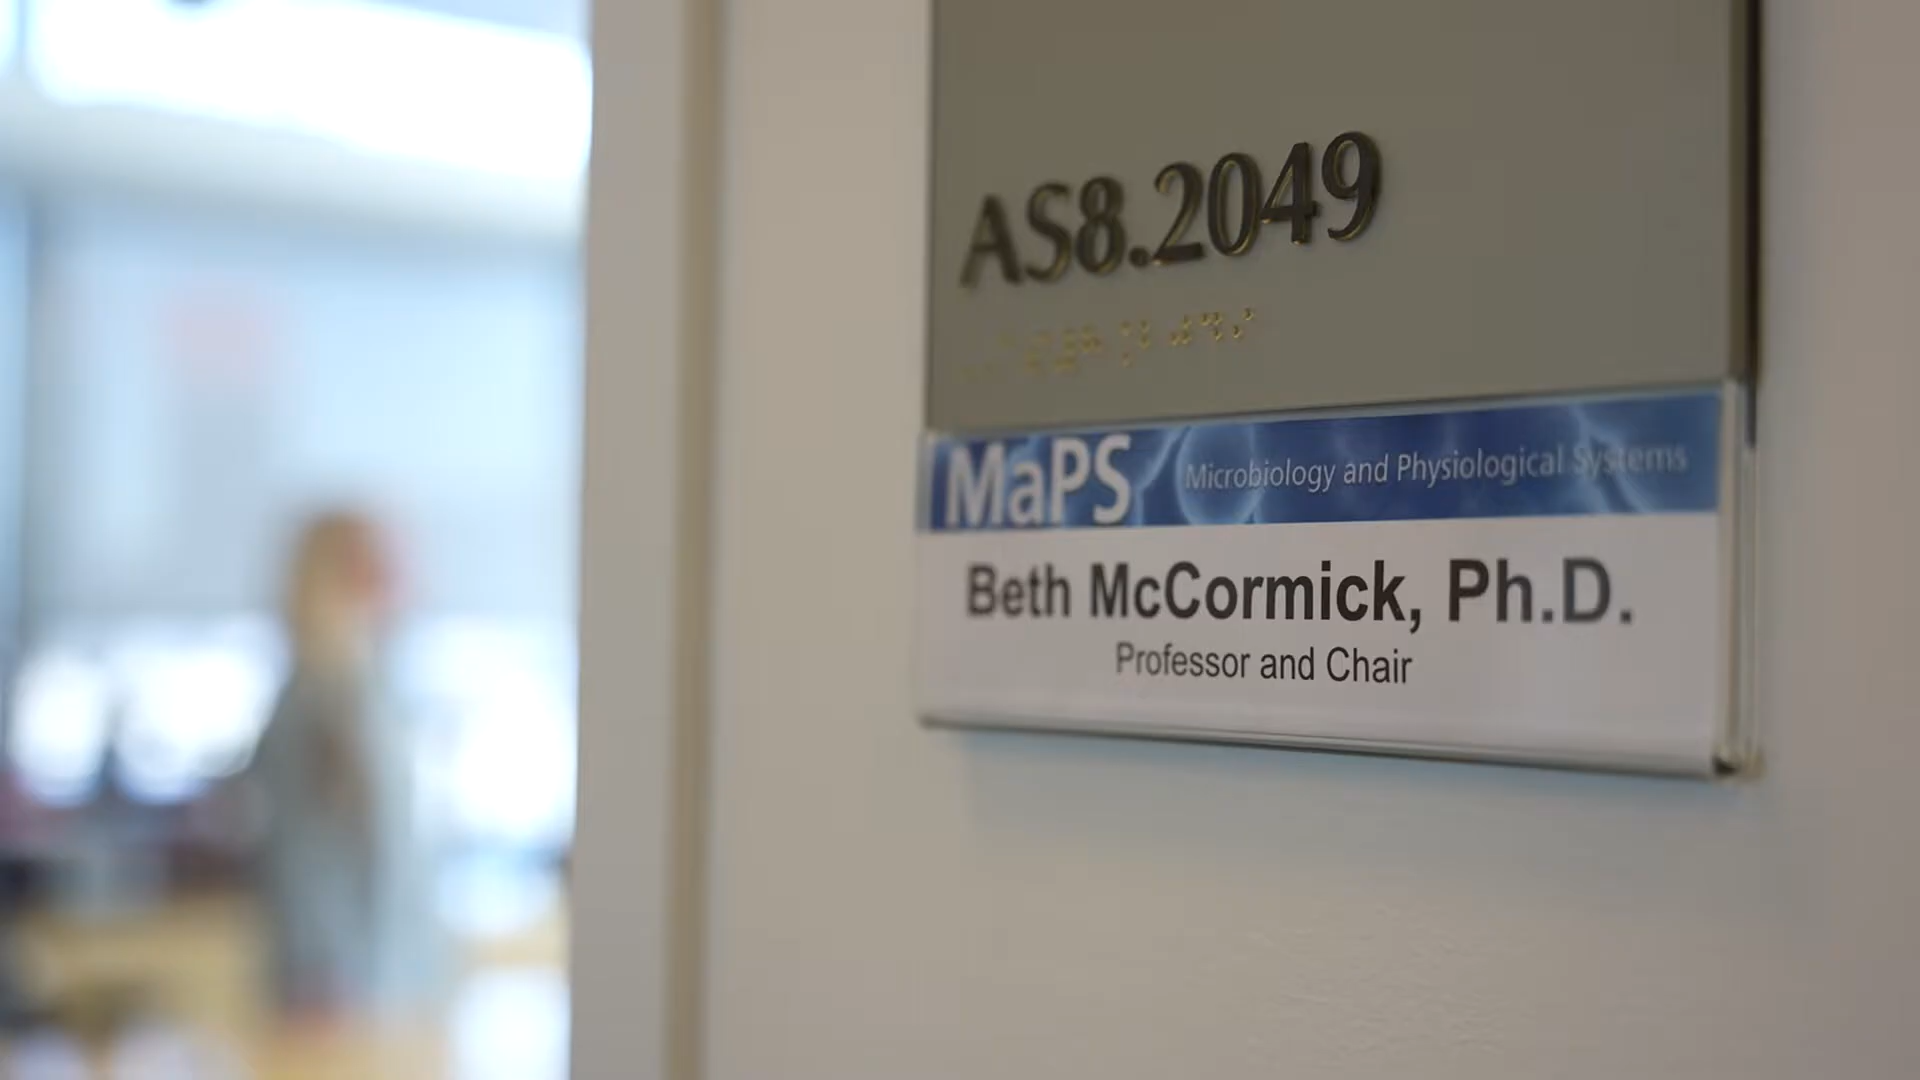 AS8.2049
MaPS Microbiology and Physiological Systems
Beth McCormick, Ph.D.
Professor and Chair